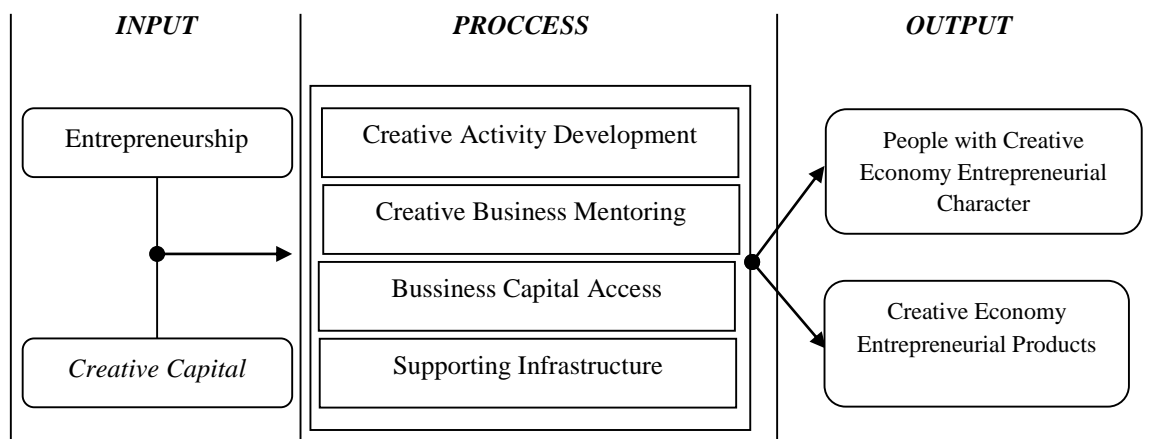 INPUT
PROCCESS
OUTPUT
Entrepreneurship
Creative Capital
Creative Activity Development
Creative Business Mentoring
Bussiness Capital Access
Supporting Infrastructure
People with Creative
Economy Entrepreneurial
Character
Creative Economy
Entrepreneurial Products